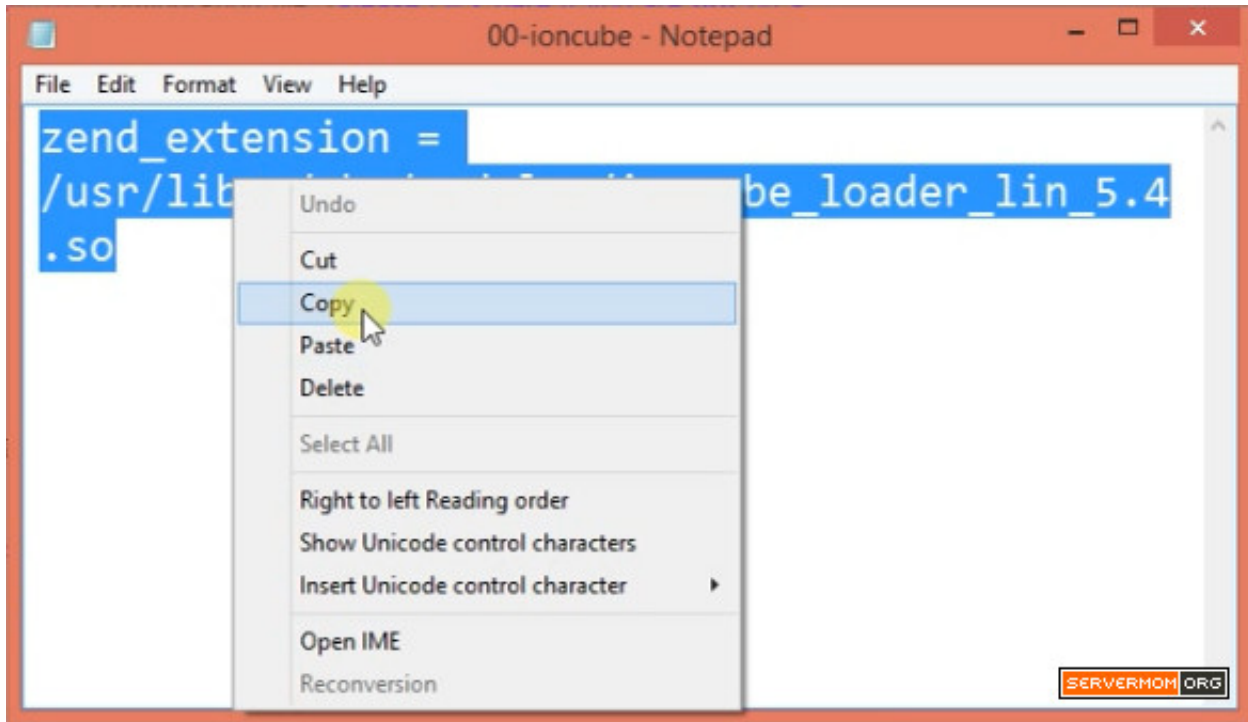 00-ioncube - Notepad
File Edit Format View Help
zend_extension =
/usr/lib be_loader_lin_5.4
.so
Undo
Cut
Copy
Paste
Delete
Select All
Right to left Reading order
Show Unicode control characters
Insert Unicode control character
Open IME
Reconversion
SERVERMOM ORG